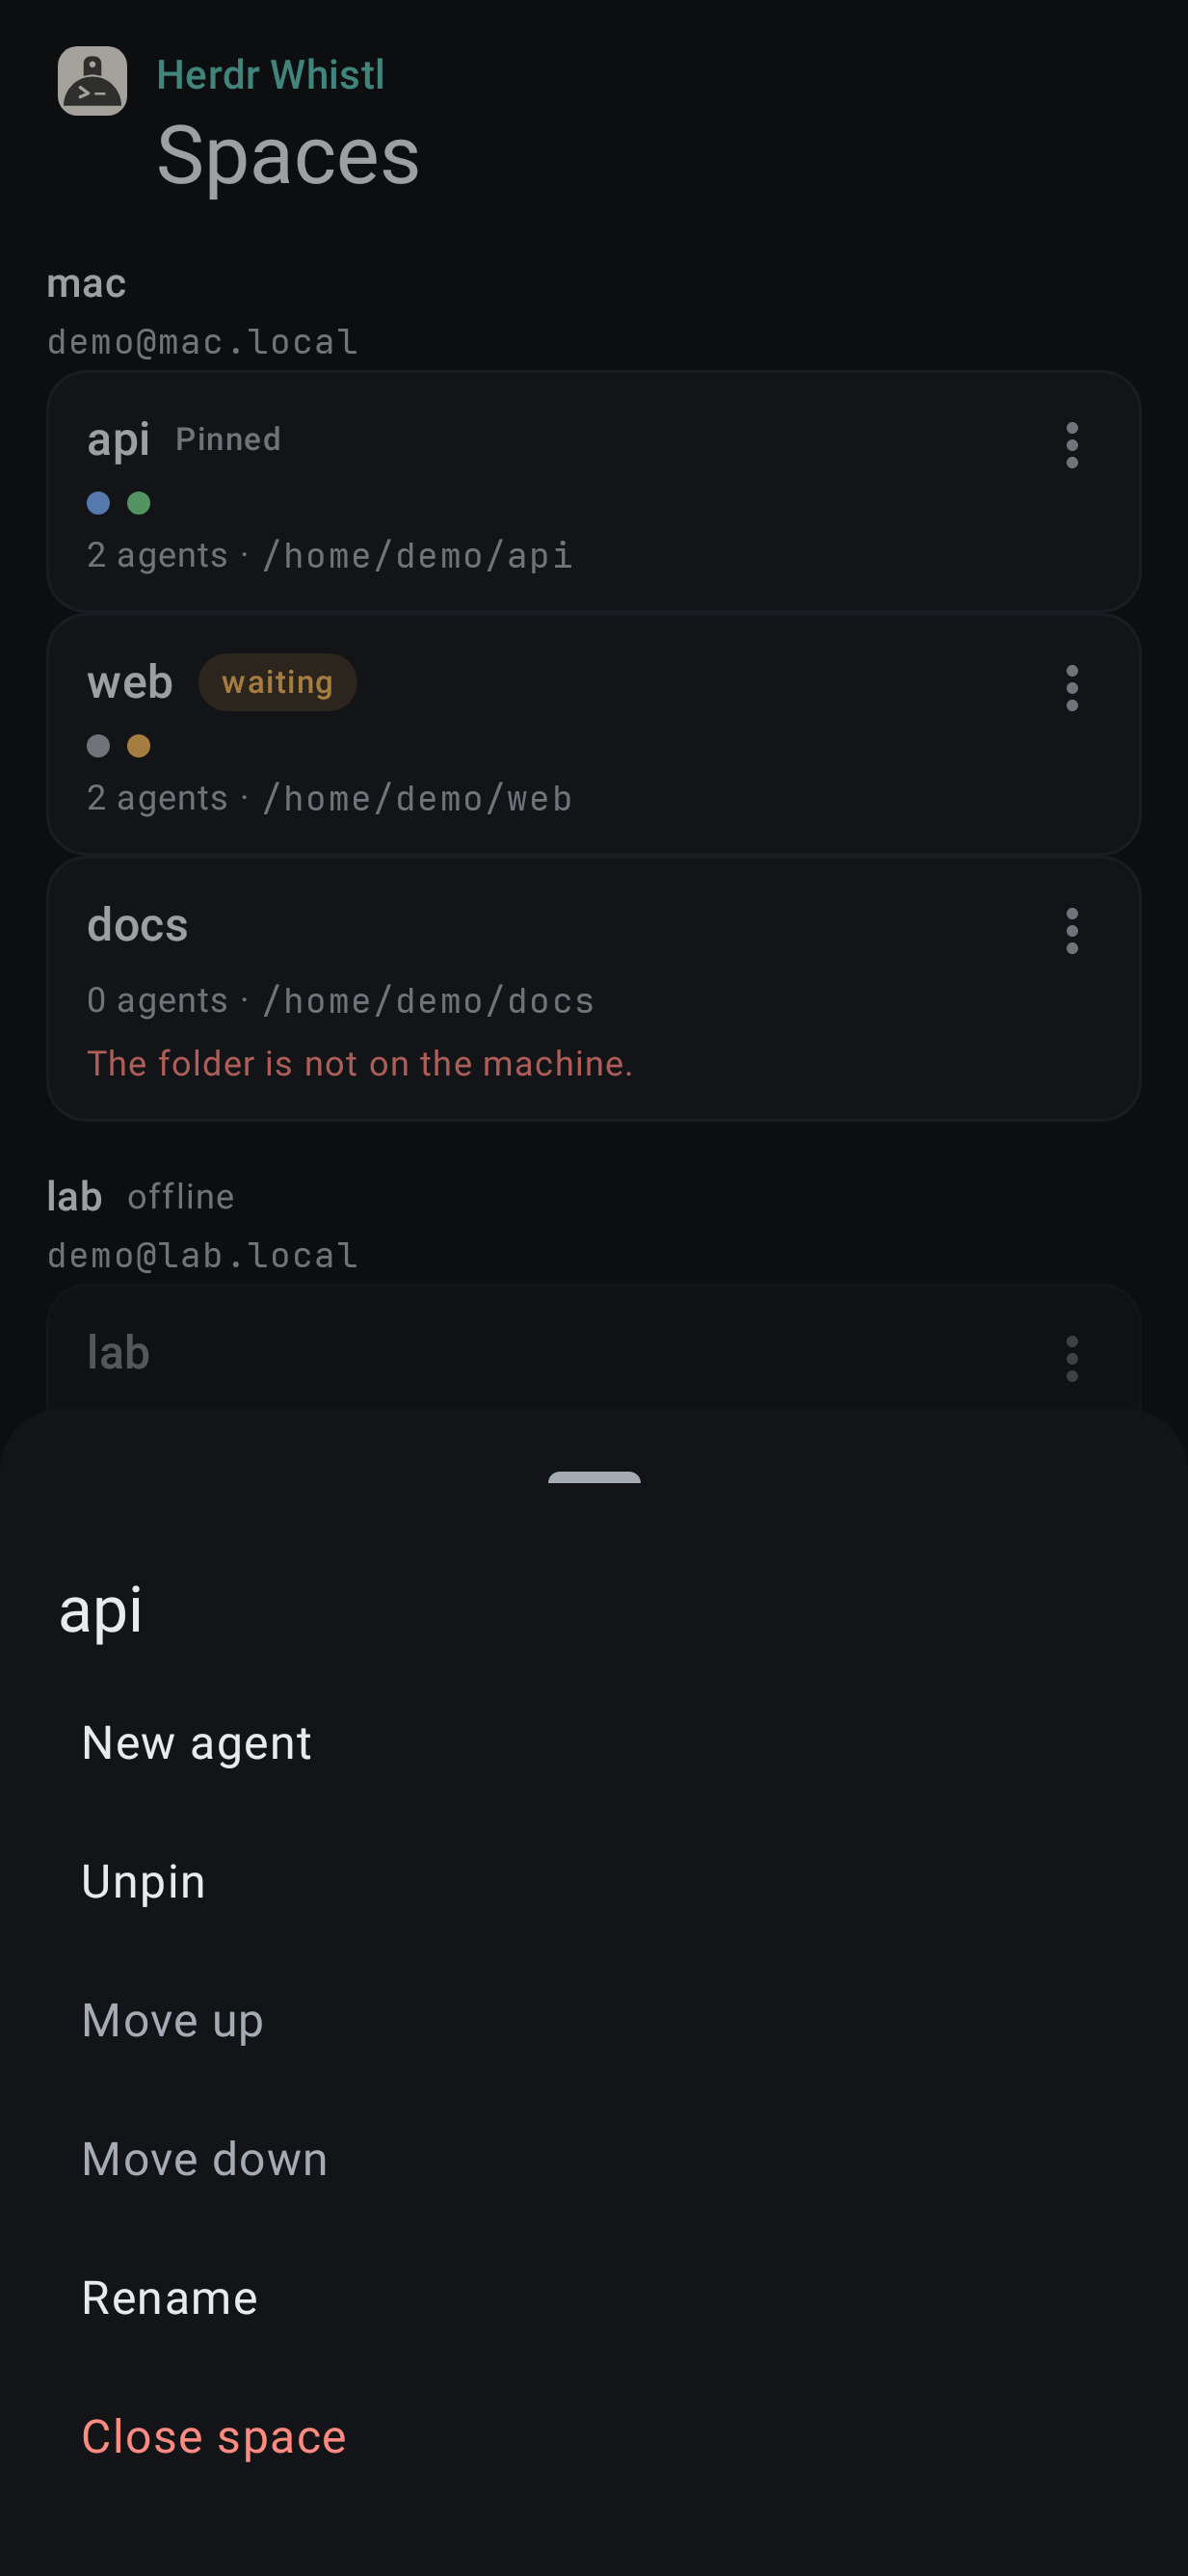 Herdr Whistl
Spaces
mac
demo@mac.local
api Pinned
2 agents · /home/demo/api
web waiting
2 agents · /home/demo/web
docs
0 agents · /home/demo/docs
The folder is not on the machine.
lab offline
demo@lab.local
lab
api
New agent
Unpin
Move up
Move down
Rename
Close space